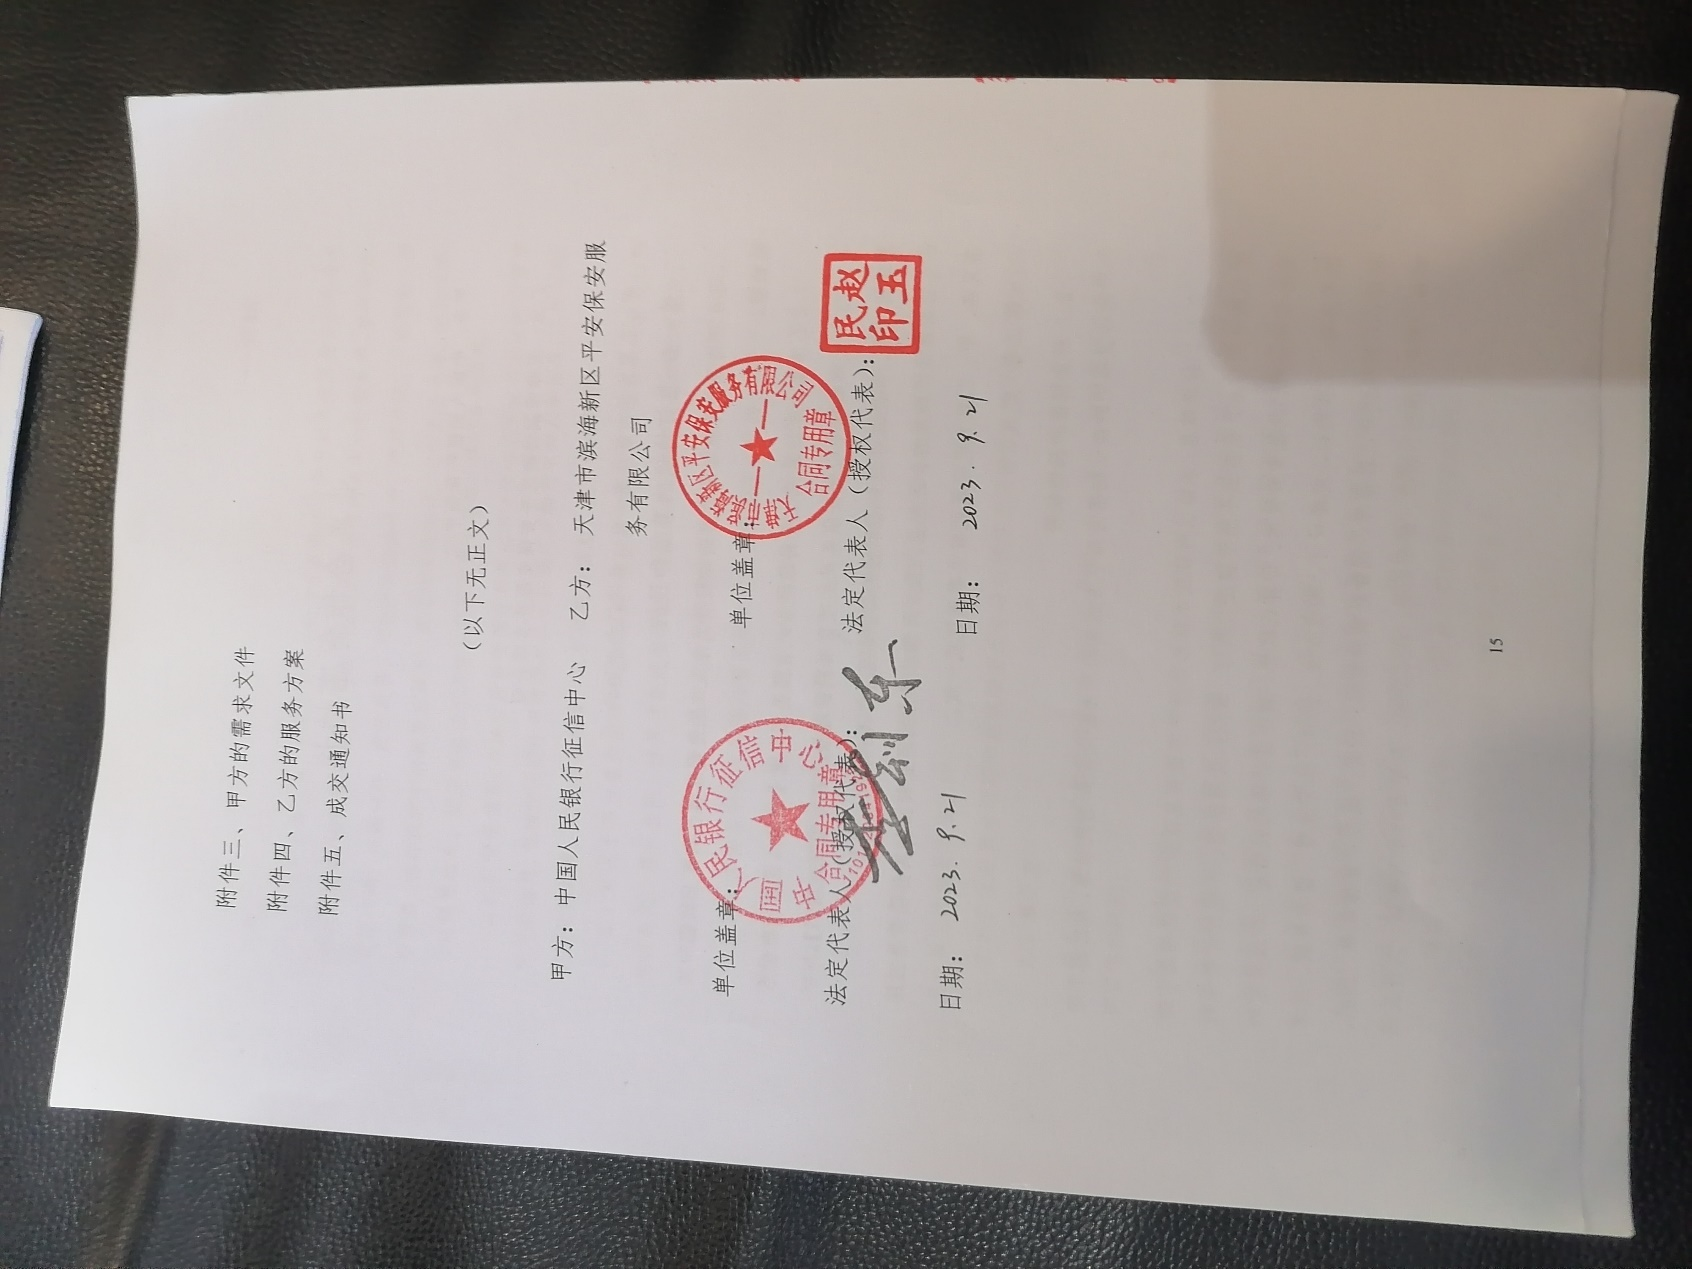 附件三、甲方的需求文件
附件四、乙方的服务方案
附件五、成交通知书
（以下无正文）
甲方：中国人民银行征信中心
乙方：天津市滨海新区平安保安服
务有限公司
单位盖章：
中国人民银行征信中心
合同专用章
单位盖章：
天津市滨海新区平安保安服务有限公司
合同专用章
法定代表人（授权代表）：
法定代表人（授权代表）：
赵玉
民印
日期： 2023.9.21
日期： 2023.9.21
15